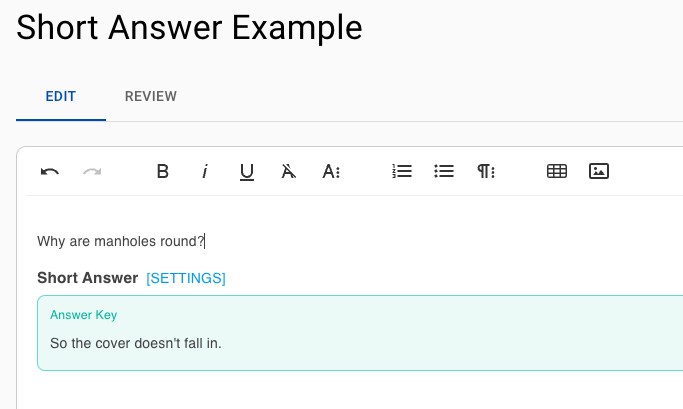 Short Answer Example
EDIT REVIEW
B i U A A
Why are manholes round?
Short Answer [SETTINGS]
Answer Key
So the cover doesn't fall in.